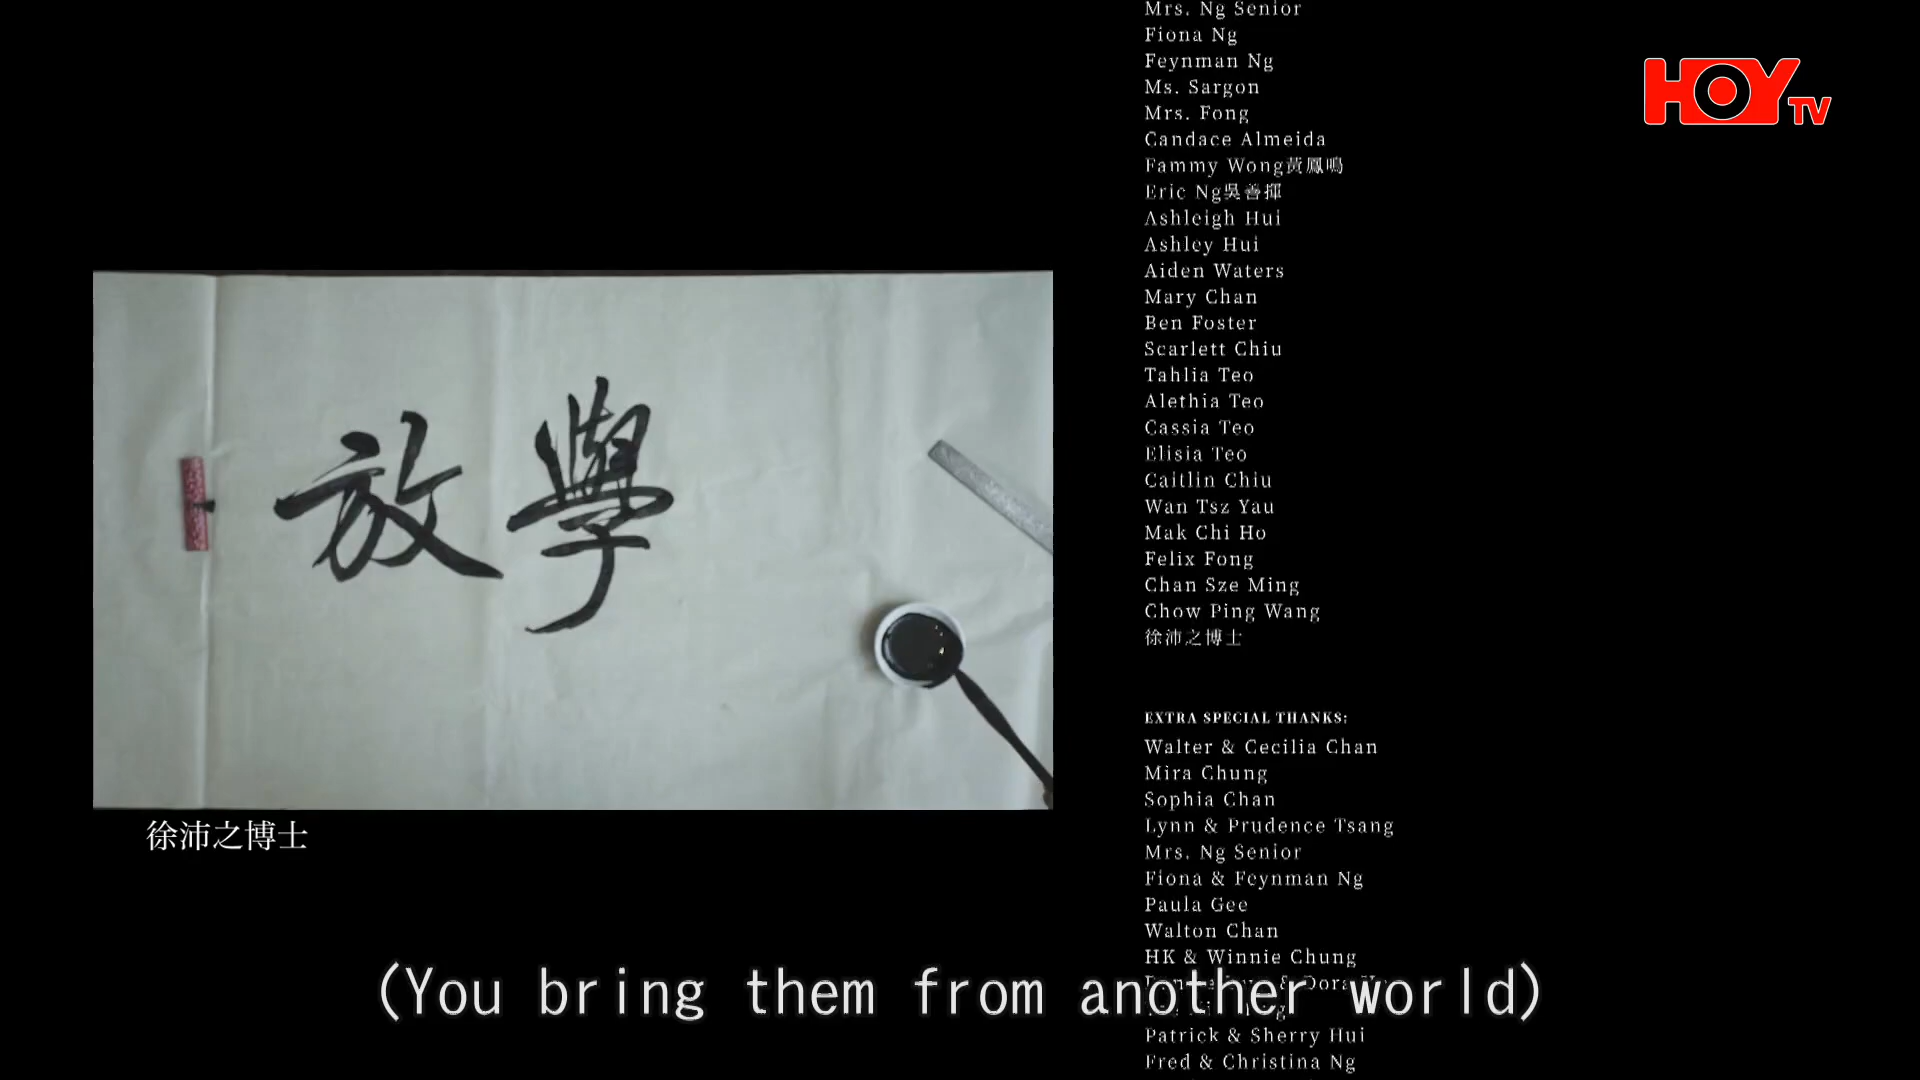 放學
徐沛之博士
Mrs. Ng Senior
Fiona Ng
Feynman Ng
Ms. Sargon
Mrs. Fong
Candace Almeida
Fammy Wong黃鳳鳴
Eric Ng吳善揮
Ashleigh Hui
Ashley Hui
Aiden Waters
Mary Chan
Ben Foster
Scarlett Chiu
Tahlia Teo
Alethia Teo
Cassia Teo
Elisia Teo
Caitlin Chiu
Wan Tsz Yau
Mak Chi Ho
Felix Fong
Chan Sze Ming
Chow Ping Wang
徐沛之博士
EXTRA SPECIAL THANKS:
Walter & Cecilia Chan
Mira Chung
Sophia Chan
Lynn & Prudence Tsang
Mrs. Ng Senior
Fiona & Feynman Ng
Paula Gee
Walton Chan
HK & Winnie Chung
Patrick & Sherry Hui
Fred & Christina Ng
HOY TV
(You bring them from another world)